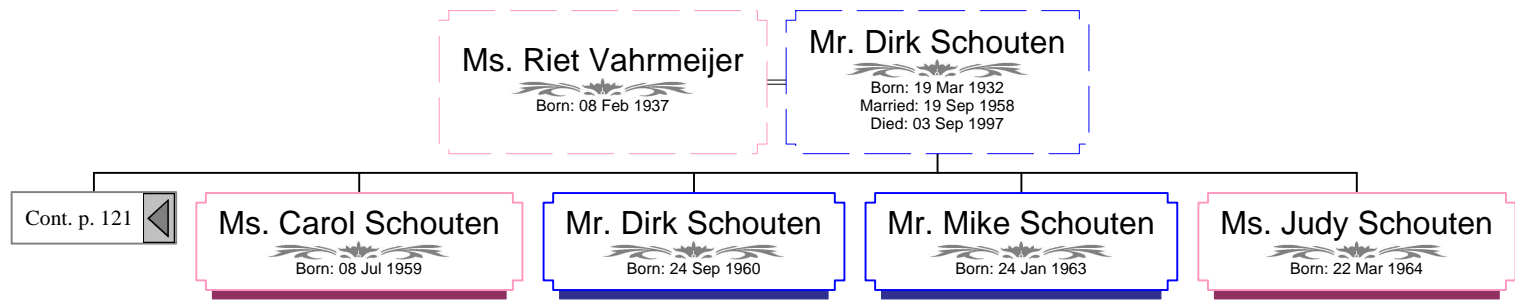 Ms. Riet Vahrmeijer
Born: 08 Feb 1937
Mr. Dirk Schouten
Born: 19 Mar 1932
Married: 19 Sep 1958
Died: 03 Sep 1997
Cont. p. 121
Ms. Carol Schouten
Born: 08 Jul 1959
Mr. Dirk Schouten
Born: 24 Sep 1960
Mr. Mike Schouten
Born: 24 Jan 1963
Ms. Judy Schouten
Born: 22 Mar 1964